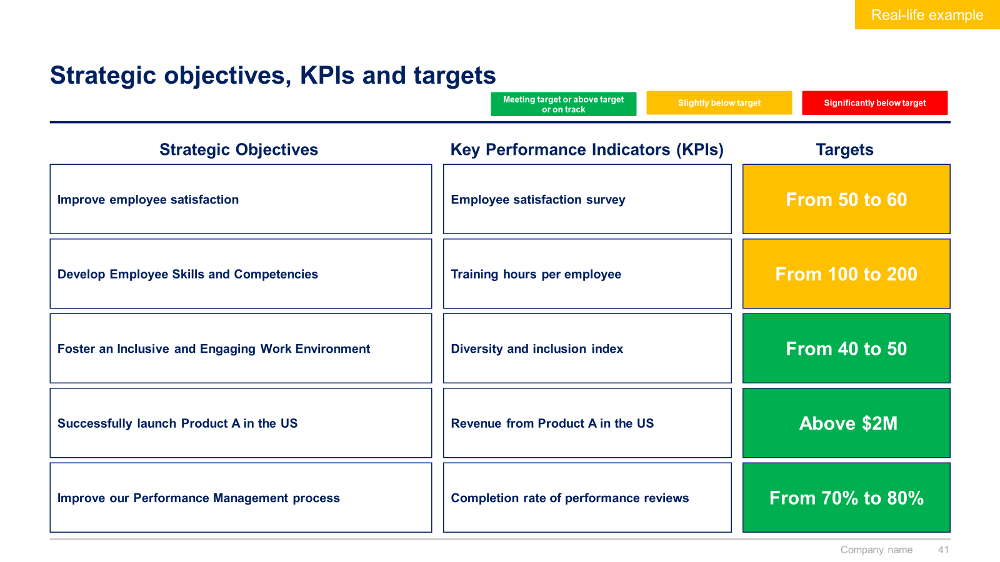 Real-life example
Strategic objectives, KPIs and targets
Meeting target or above target
or on track
Slightly below target
Significantly below target
Strategic Objectives
Key Performance Indicators (KPIs)
Targets
Improve employee satisfaction
Employee satisfaction survey
From 50 to 60
Develop Employee Skills and Competencies
Training hours per employee
From 100 to 200
Foster an Inclusive and Engaging Work Environment
Diversity and inclusion index
From 40 to 50
Successfully launch Product A in the US
Revenue from Product A in the US
Above $2M
Improve our Performance Management process
Completion rate of performance reviews
From 70% to 80%
Company name
41